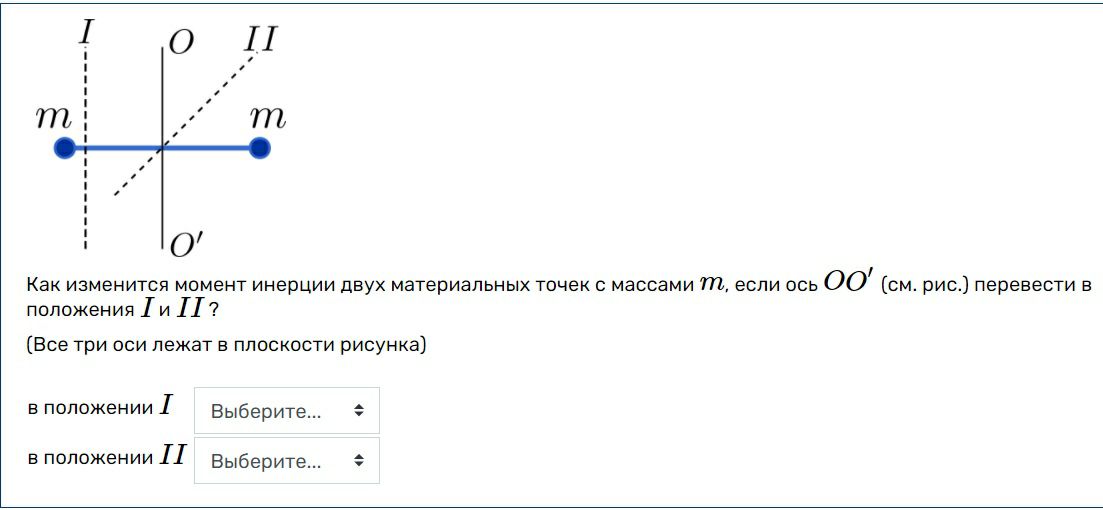 I O II
m m
O′
Как изменится момент инерции двух материальных точек с массами m, если ось OO′ (см. рис.) перевести в
положения I и II ?
(Все три оси лежат в плоскости рисунка)
в положении I Выберите...
в положении II Выберите...